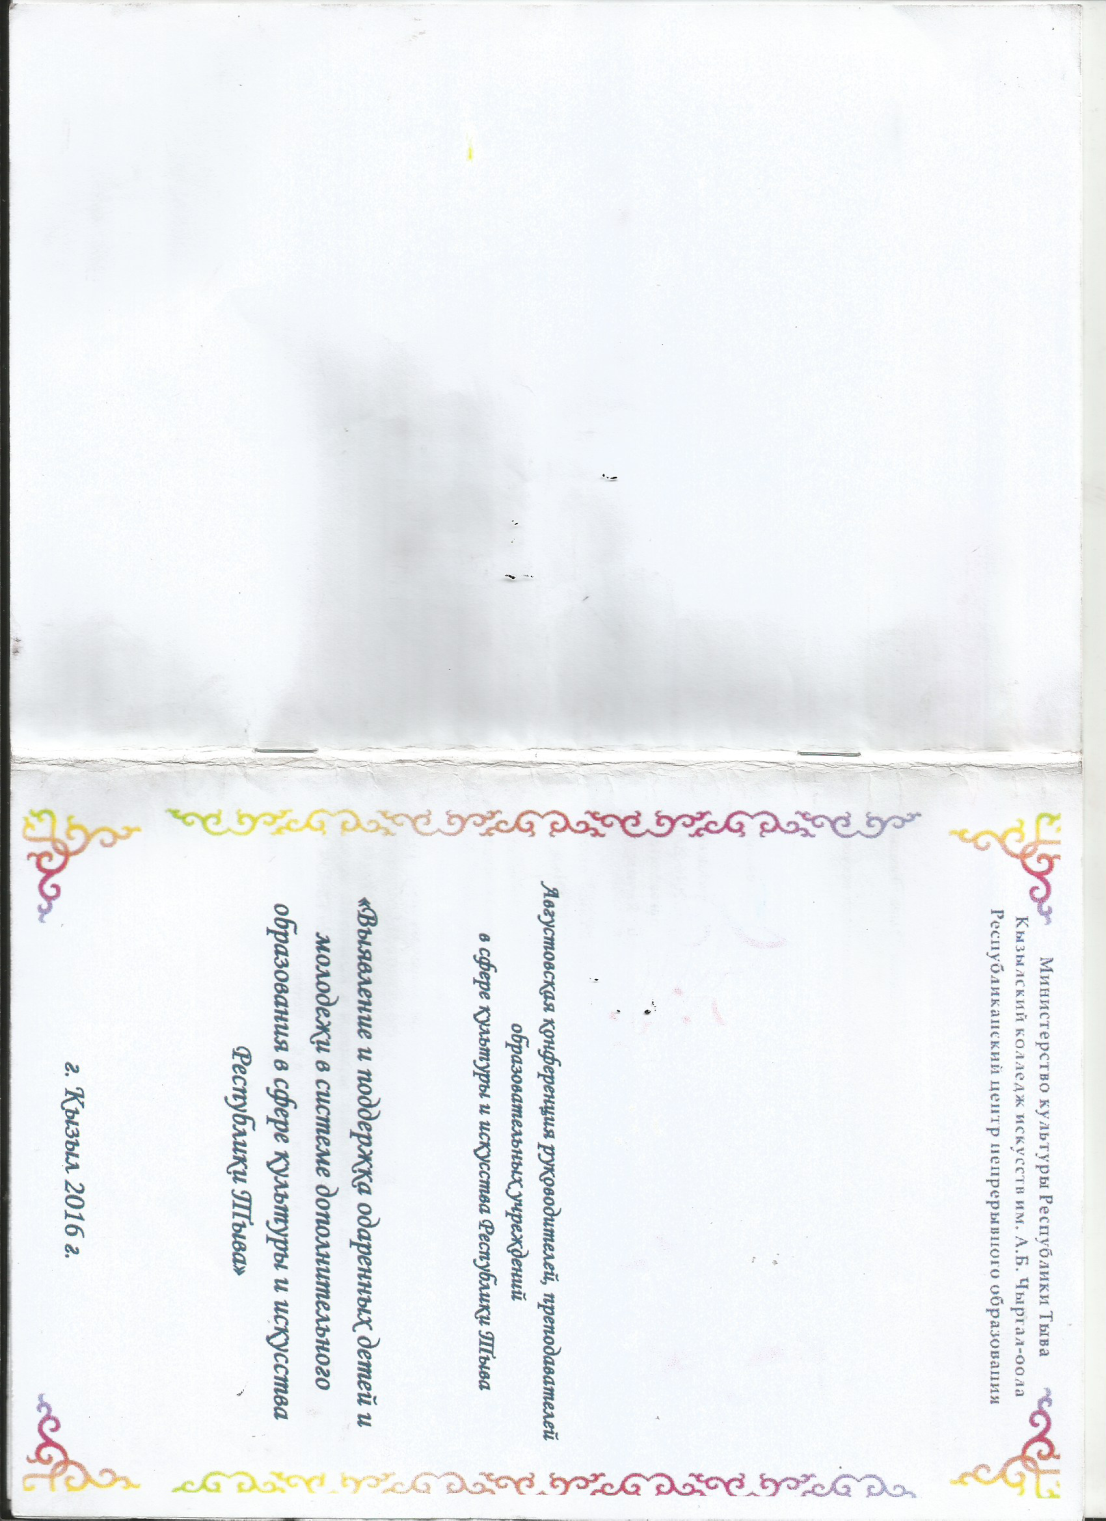 Министерство культуры Республики Тыва
Кызылский колледж искусств им. А.Б. Чыргал-оола
Республиканский центр непрерывного образования
Августовская конференция руководителей, преподавателей
образовательных учреждений
в сфере культуры и искусства Республики Тыва
«Выявление и поддержка одаренных детей и
молодежи в системе дополнительного
образования в сфере культуры и искусства
Республики Тыва»
г. Кызыл 2016 г.